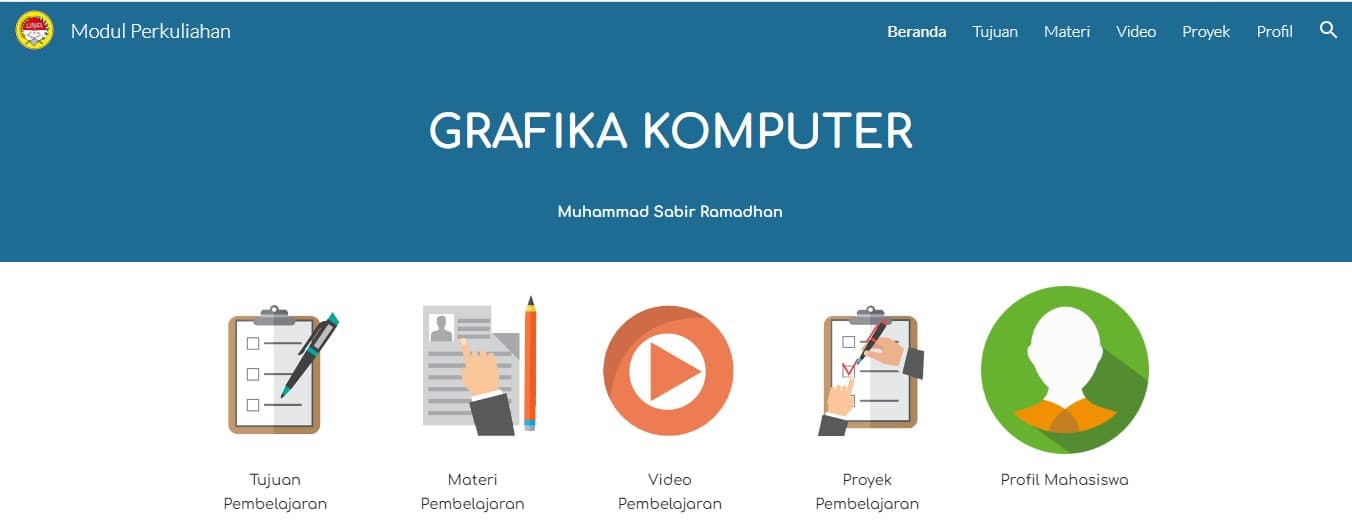 Modul Perkuliahan
Beranda Tujuan Materi Video Proyek Profil
GRAFIKA KOMPUTER
Muhammad Sabir Ramadhan
Tujuan
Pembelajaran
Materi
Pembelajaran
Video
Pembelajaran
Proyek
Pembelajaran
Profil Mahasiswa